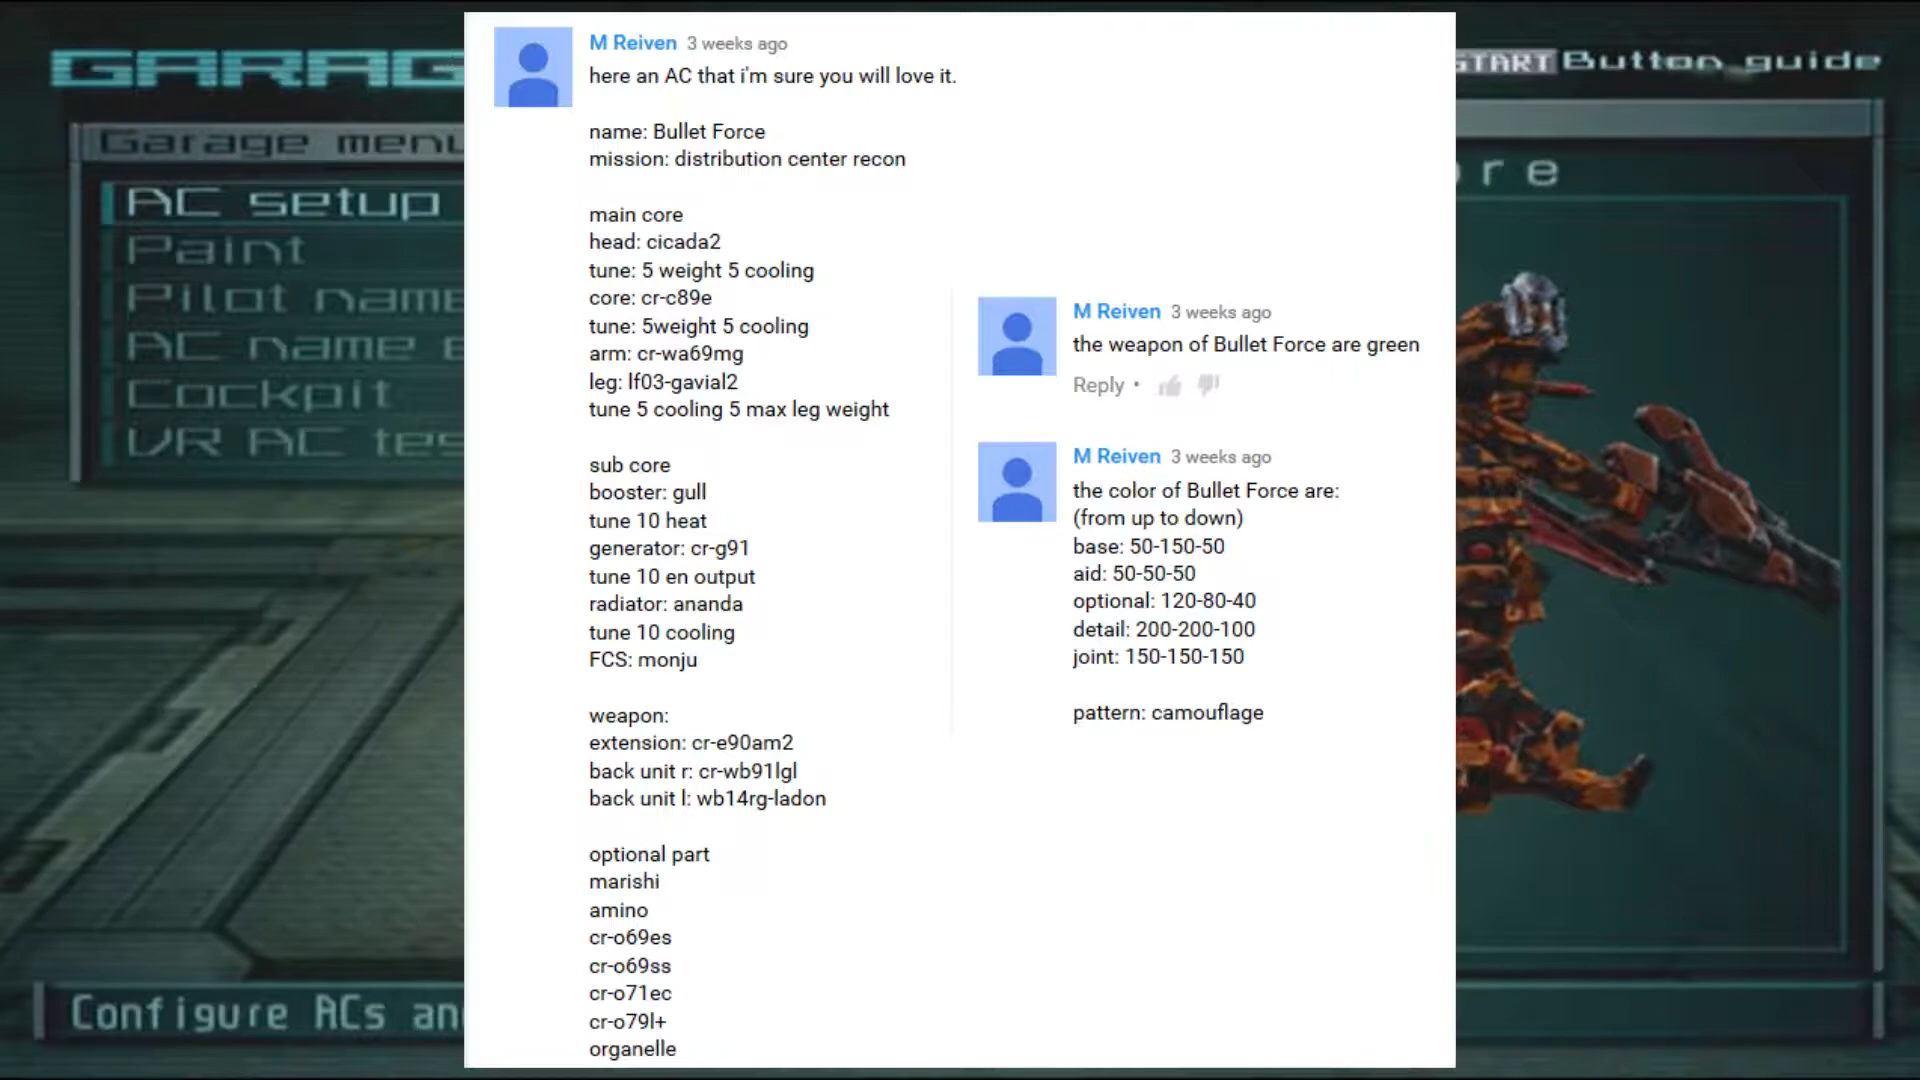 GARAG
Garage menu
AC setup
Paint
Pilot name
AC name e
Cockpit
VR AC tes
Configure ACs an
START Button guide
ore
M Reiven 3 weeks ago
here an AC that i'm sure you will love it.
name: Bullet Force
mission: distribution center recon
main core
head: cicada2
tune: 5 weight 5 cooling
core: cr-c89e
tune: 5weight 5 cooling
arm: cr-wa69mg
leg: lf03-gavial2
tune 5 cooling 5 max leg weight
sub core
booster: gull
tune 10 heat
generator: cr-g91
tune 10 en output
radiator: ananda
tune 10 cooling
FCS: monju
weapon:
extension: cr-e90am2
back unit r: cr-wb91lgl
back unit l: wb14rg-ladon
optional part
marishi
amino
cr-o69es
cr-o69ss
cr-o71ec
cr-o79l+
organelle
M Reiven 3 weeks ago
the weapon of Bullet Force are green
Reply •
M Reiven 3 weeks ago
the color of Bullet Force are:
(from up to down)
base: 50-150-50
aid: 50-50-50
optional: 120-80-40
detail: 200-200-100
joint: 150-150-150
pattern: camouflage